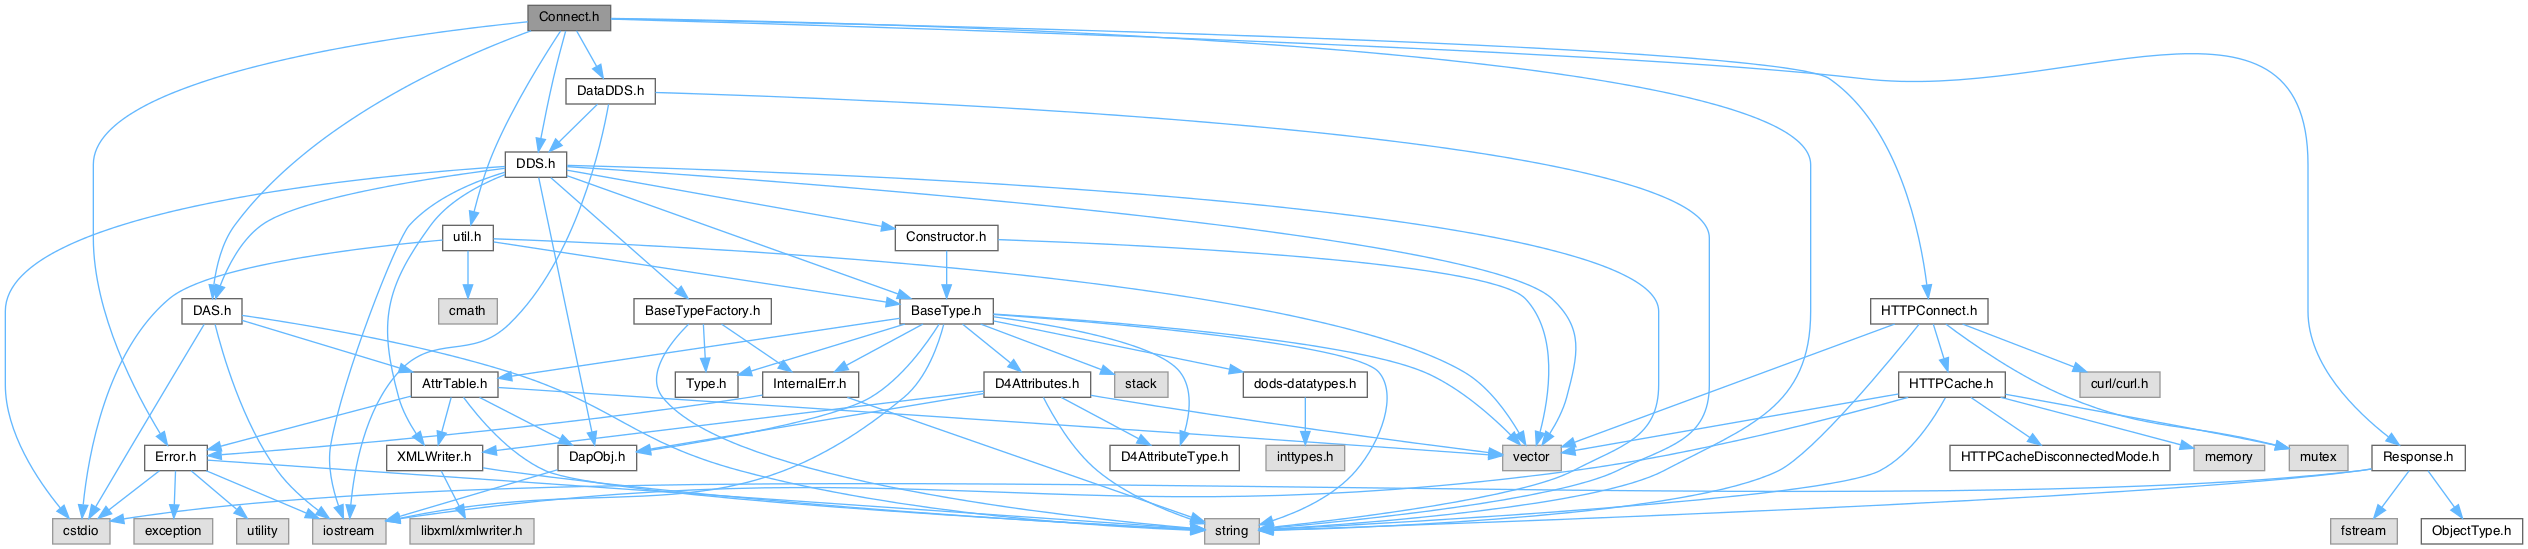 Connect.h
DataDDS.h
DDS.h
util.h
Constructor.h
DAS.h
cmath
BaseTypeFactory.h
BaseType.h
HTTPConnect.h
AttrTable.h
Type.h
InternalErr.h
D4Attributes.h
stack
dods-datatypes.h
HTTPCache.h
curl/curl.h
Error.h
XMLWriter.h
DapObj.h
D4AttributeType.h
inttypes.h
vector
HTTPCacheDisconnectedMode.h
memory
mutex
Response.h
cstdio
exception
utility
iostream
libxml/xmlwriter.h
string
fstream
ObjectType.h